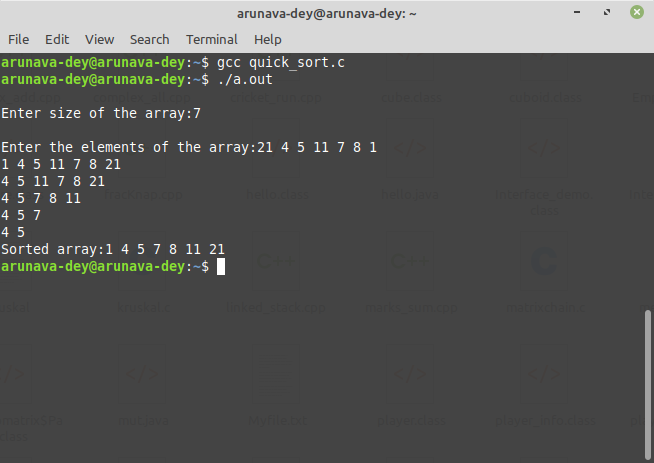 arunava-dey@arunava-dey: ~
File Edit View Search Terminal Help
arunava-dey@arunava-dey:~$ gcc quick_sort.c
arunava-dey@arunava-dey:~$ ./a.out
Enter size of the array:7
Enter the elements of the array:21 4 5 11 7 8 1
1 4 5 11 7 8 21
4 5 11 7 8 21
4 5 7 8 11
4 5 7
4 5
Sorted array:1 4 5 7 8 11 21
arunava-dey@arunava-dey:~$